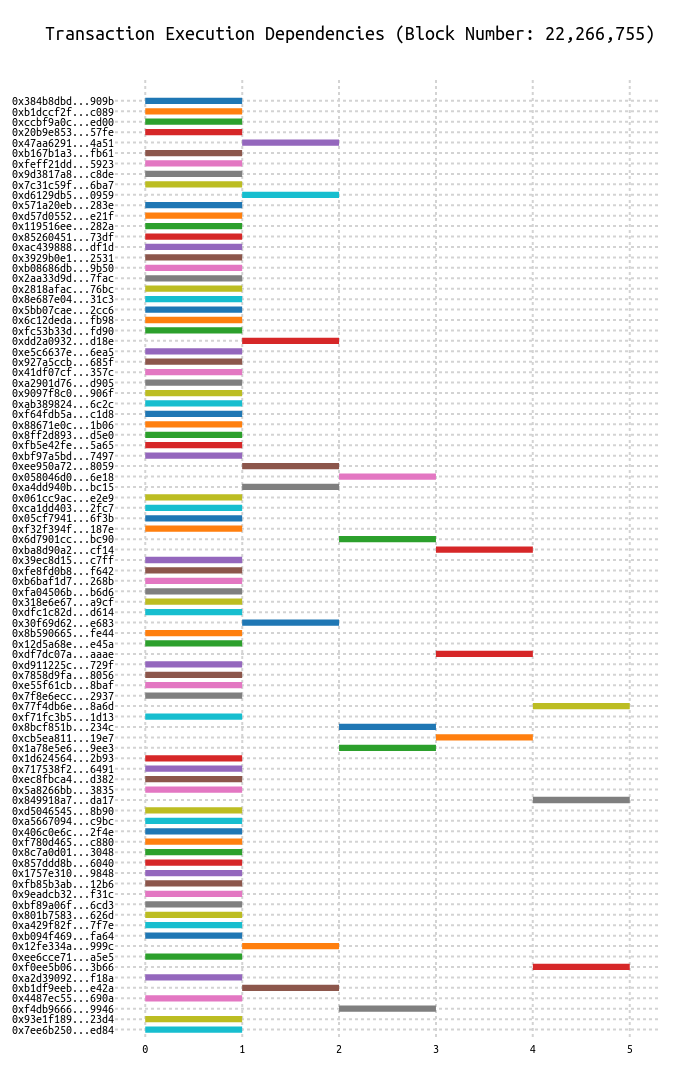 Transaction Execution Dependencies (Block Number: 22,266,755)
0x384b8dbd...909b
0xb1dccf2f...c089
0xccbf9a0c...ed00
0x20b9e853...57fe
0x47aa6291...4a51
0xb167b1a3...fb61
0xfeff21dd...5923
0x9d3817a8...c8de
0x7c31c59f...6ba7
0xd6129db5...0959
0x571a20eb...283e
0xd57d0552...e21f
0x119516ee...282a
0x85260451...73df
0xac439888...df1d
0x3929b0e1...2531
0xb08686db...9b50
0x2aa33d9d...7fac
0x2818afac...76bc
0x8e687e04...31c3
0x5bb07cae...2cc6
0x6c12deda...fb98
0xfc53b33d...fd90
0xdd2a0932...d18e
0xe5c6637e...6ea5
0x927a5ccb...685f
0x41df07cf...357c
0xa2901d76...d905
0x9097f8c0...906f
0xab389824...6c2c
0xf64fdb5a...c1d8
0x88671e0c...1b06
0x8ff2d893...d5e0
0xfb5e42fe...5a65
0xbf97a5bd...7497
0xee950a72...8059
0x058046d0...6e18
0xa4dd940b...bc15
0x061cc9ac...e2e9
0xca1dd403...2fc7
0x05cf7941...6f3b
0xf32f394f...187e
0x6d7901cc...bc90
0xba8d90a2...cf14
0x39ec8d15...c7ff
0xfe8fd0b8...f642
0xb6baf1d7...268b
0xfa04506b...b6d6
0x318e6e67...a9cf
0xdfc1c82d...d614
0x30f69d62...e683
0x8b590665...fe44
0x12d5a68e...e45a
0xdf7dc07a...aaae
0xd911225c...729f
0x7858d9fa...8056
0xe55f61cb...8baf
0x7f8e6ecc...2937
0x77f4db6e...8a6d
0xf71fc3b5...1d13
0x8bcf851b...234c
0xcb5ea811...19e7
0x1a78e5e6...9ee3
0x1d624564...2b93
0x717538f2...6491
0xec8fbca4...d382
0x5a8266bb...3835
0x849918a7...da17
0xd5046545...8b90
0xa5667094...c9bc
0x406c0e6c...2f4e
0xf780d465...c880
0x8c7a0d01...3048
0x857ddd8b...6040
0x1757e310...9848
0xfb85b3ab...12b6
0x9eadcb32...f31c
0xbf89a06f...6cd3
0x801b7583...626d
0xa429f82f...7f7e
0xb094f469...fa64
0x12fe334a...999c
0xee6cce71...a5e5
0xf0ee5b06...3b66
0xa2d39092...f18a
0xb1df9eeb...e42a
0x4487ec55...690a
0xf4db9666...9946
0x93e1f189...23d4
0x7ee6b250...ed84
0 1 2 3 4 5